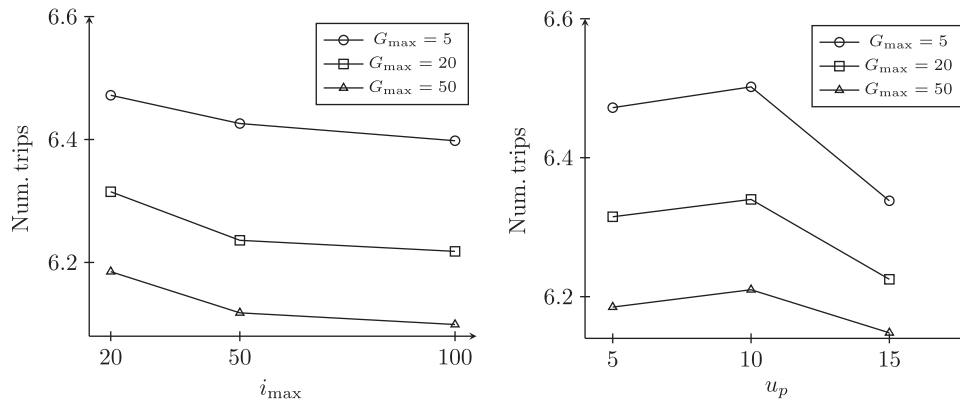 6.6
6.4
6.2
Num. trips
20 50 100
i_max
G_max = 5
G_max = 20
G_max = 50
6.6
6.4
6.2
Num. trips
5 10 15
u_p
G_max = 5
G_max = 20
G_max = 50